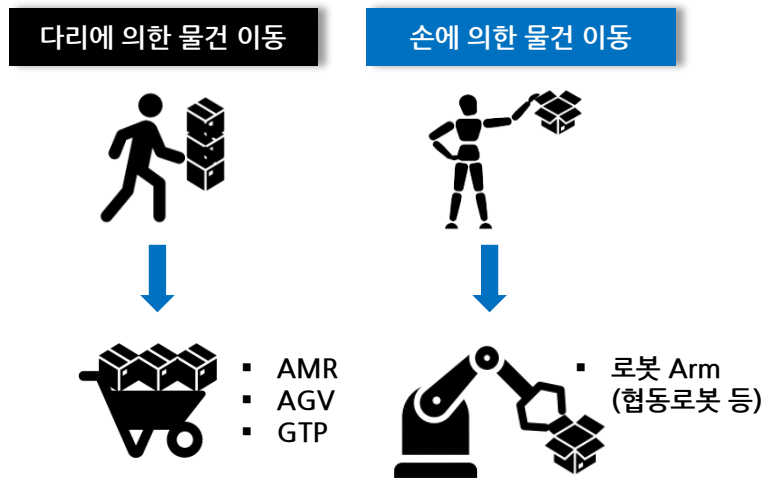 다리에 의한 물건 이동
손에 의한 물건 이동
▪ AMR
▪ AGV
▪ GTP
▪ 로봇 Arm
(협동로봇 등)